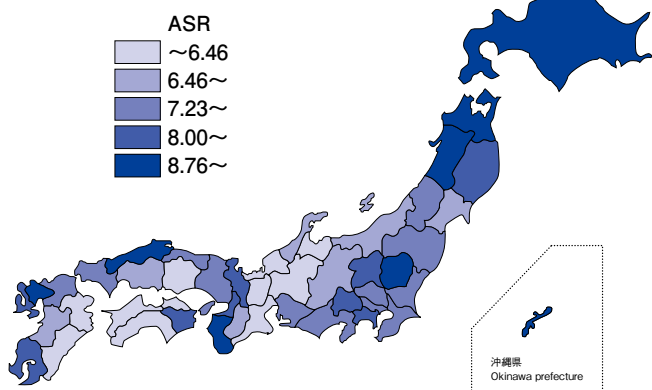 ASR
～6.46
6.46～
7.23～
8.00～
8.76～
沖縄県
Okinawa prefecture